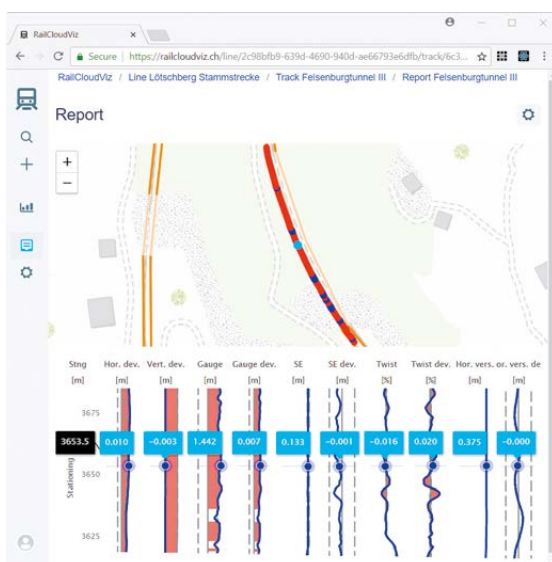 RailCloudViz
Secure https://railcloudviz.ch/line/2c98bfb9-639d-4690-940d-ae66793e6dfb/track/6c3...
RailCloudViz / Line Lötschberg Stammstrecke / Track Felsenburgtunnel III / Report Felsenburgtunnel III
Report
+
−
Stng Hor. dev. Vert. dev. Gauge Gauge dev. SE SE dev. Twist Twist dev. Hor. vers. or. vers. de
[m] [m] [m] [m] [m] [m] [m] [%] [%] [m] [m]
3675
3653.5 0.010 -0.003 1.442 0.007 0.133 -0.001 -0.016 0.020 0.375 -0.000
Stationing
3650
3625